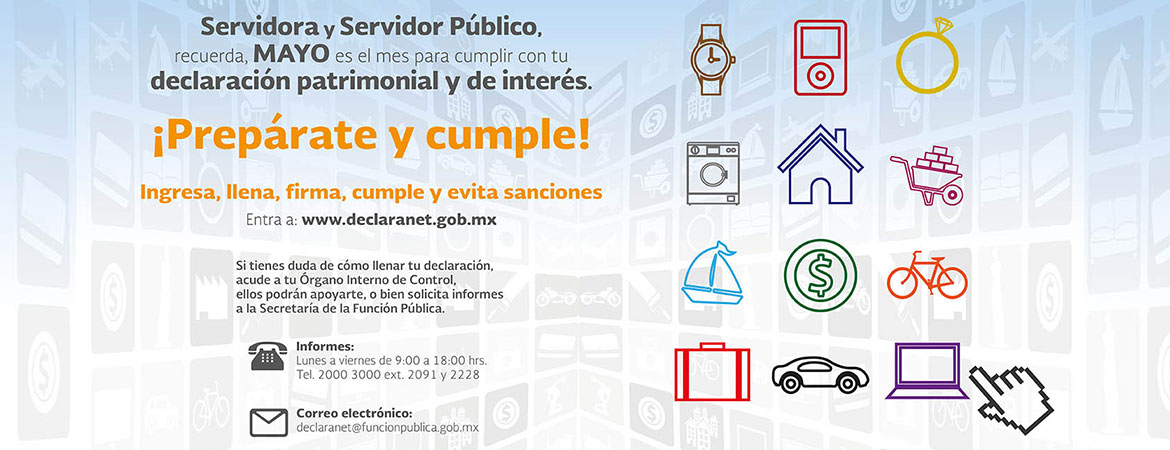 Servidora y Servidor Público,
recuerda, MAYO es el mes para cumplir con tu
declaración patrimonial y de interés.
¡Prepárate y cumple!
Ingresa, llena, firma, cumple y evita sanciones
Entra a: www.declaranet.gob.mx
Si tienes duda de cómo llenar tu declaración,
acude a tu Órgano Interno de Control,
ellos podrán apoyarte, o bien solicita informes
a la Secretaría de la Función Pública.
Informes:
Lunes a viernes de 9:00 a 18:00 hrs.
Tel. 2000 3000 ext. 2091 y 2228
Correo electrónico:
declaranet@funcionpublica.gob.mx